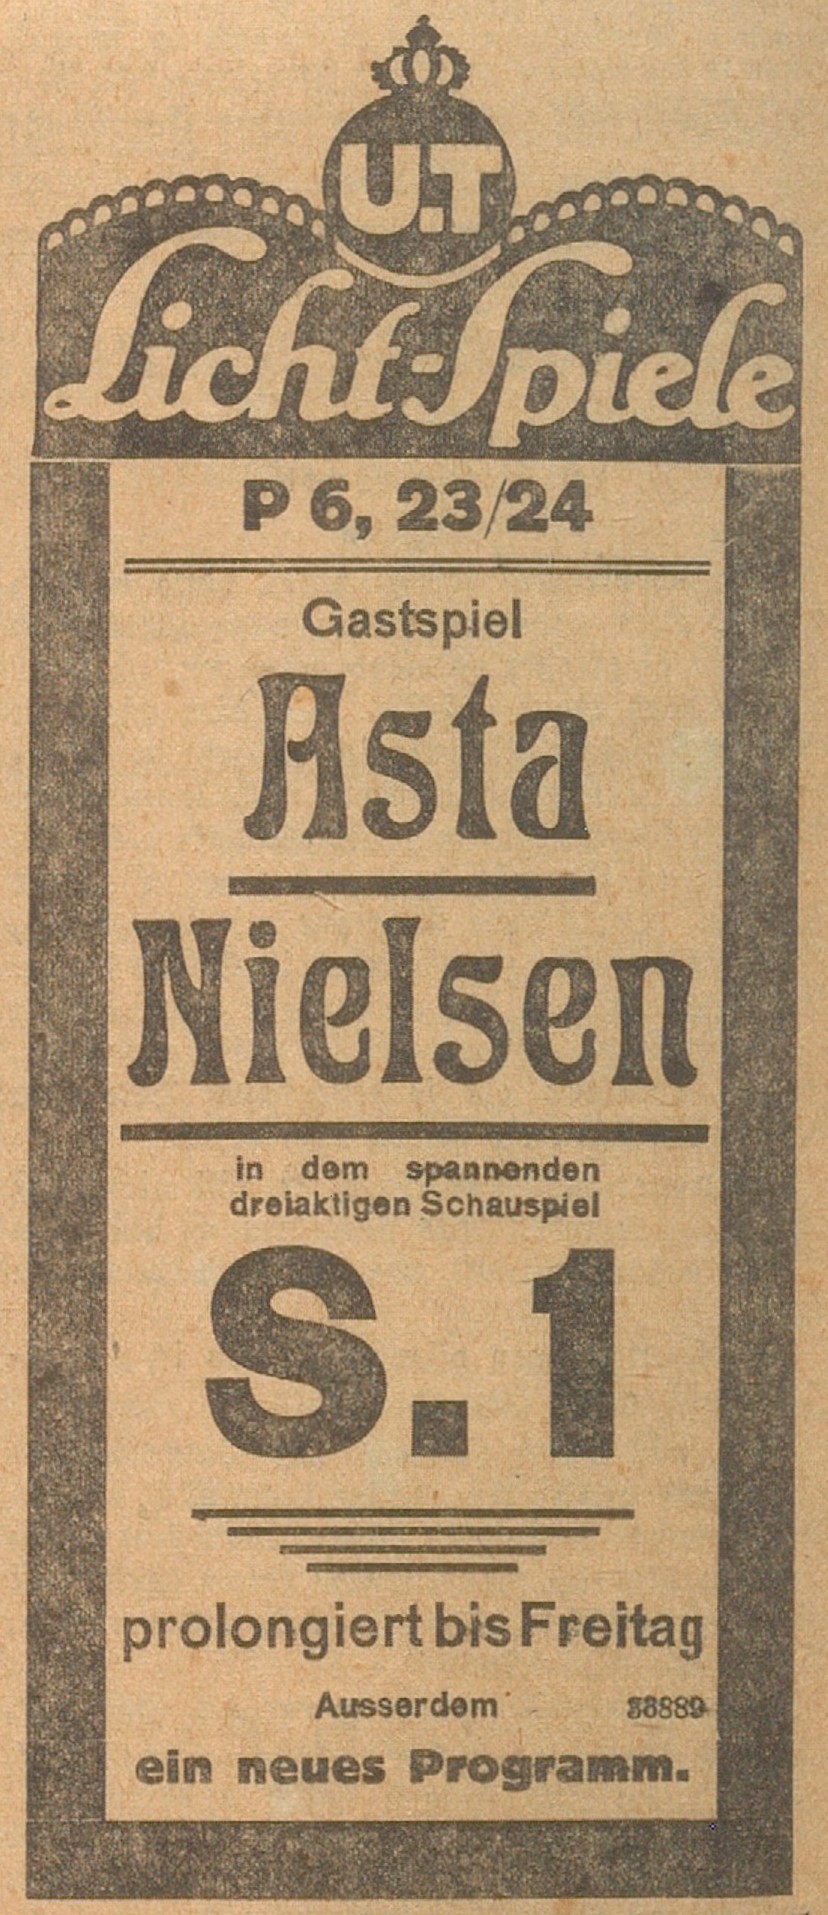 U.T
Licht-Spiele
P 6, 23/24
Gastspiel
Asta
Nielsen
in dem spannenden
dreiaktigen Schauspiel
S. 1
prolongiert bis Freitag
Ausserdem
ein neues Programm.